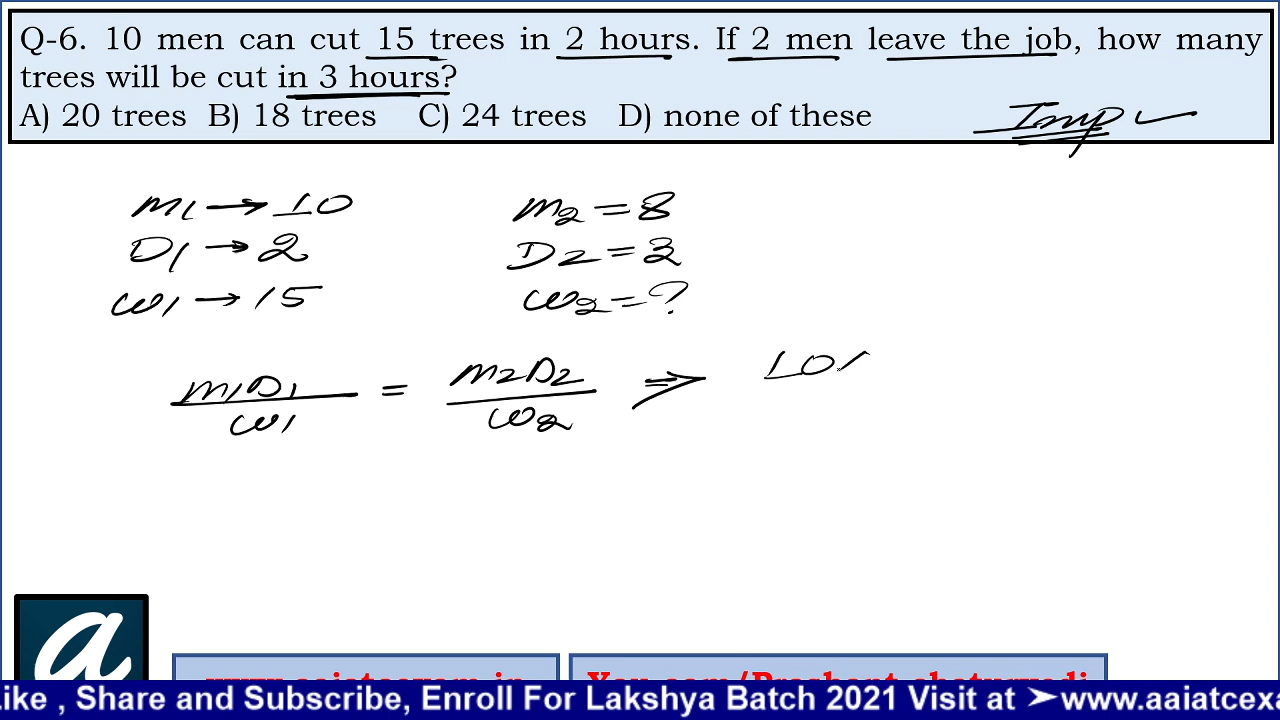 Q-6. 10 men can cut 15 trees in 2 hours. If 2 men leave the job, how many
trees will be cut in 3 hours?
A) 20 trees B) 18 trees C) 24 trees D) none of these
Imp
M1 → 10 M2 = 8
D1 → 2 D2 = 3
W1 → 15 W2 = ?
M1D1/W1 = M2D2/W2 ⇒ 10×
a
Like , Share and Subscribe, Enroll For Lakshya Batch 2021 Visit at ➤www.aaiatcexa